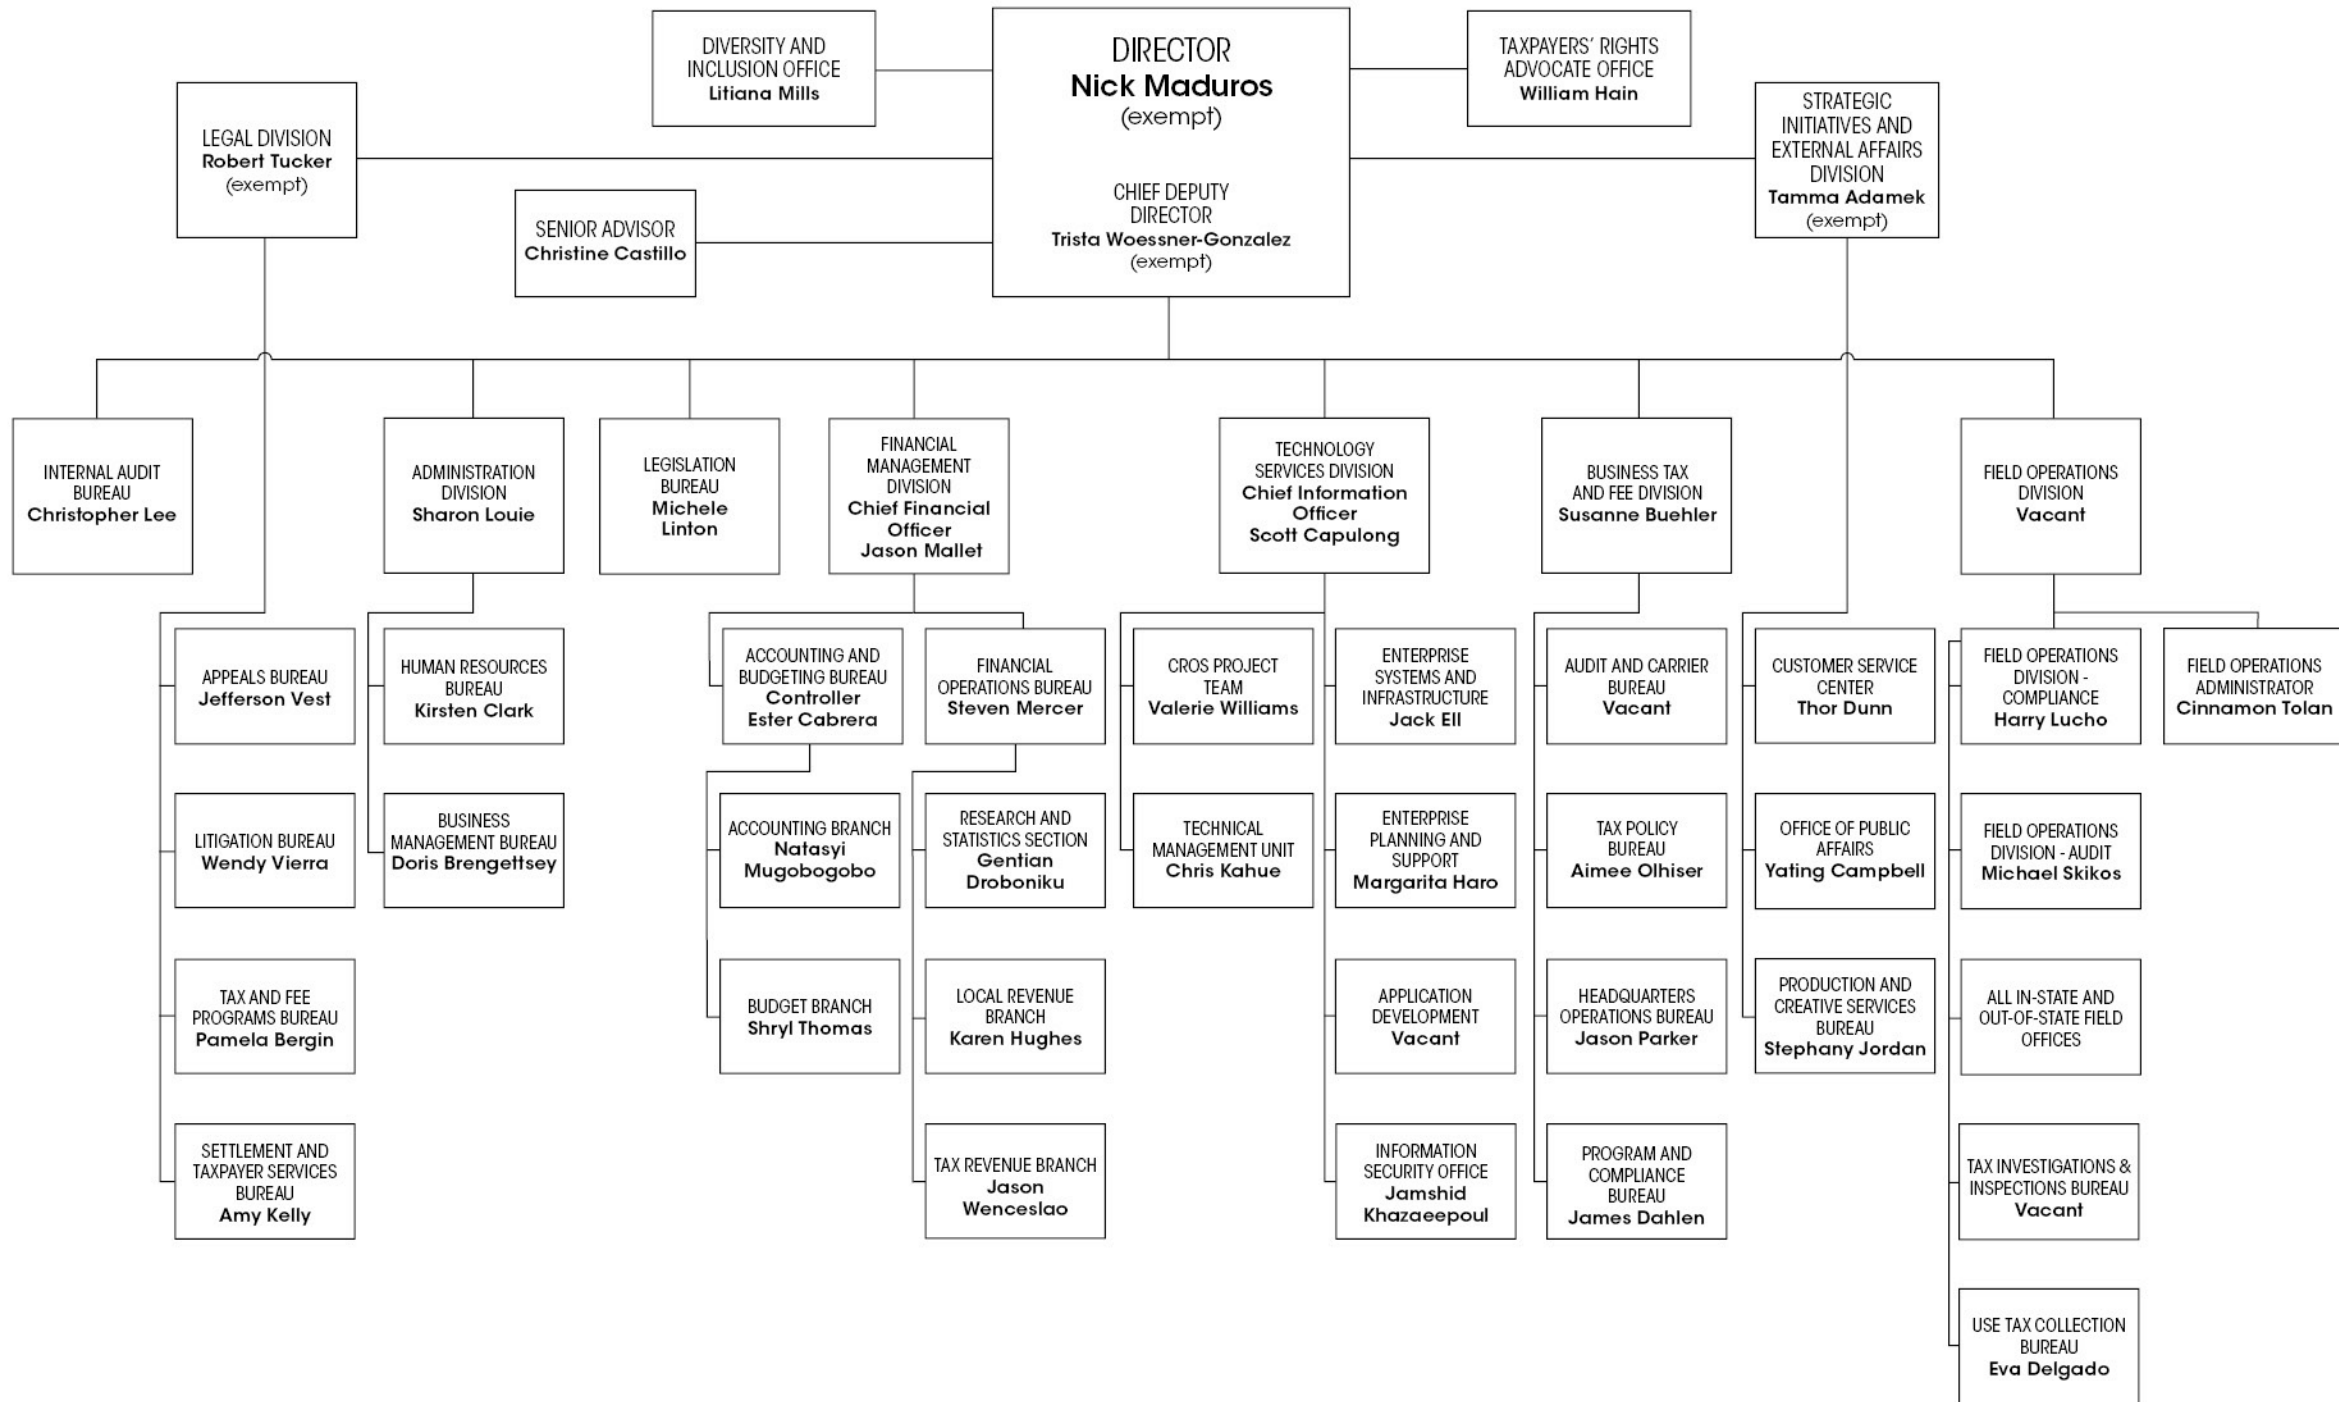 DIVERSITY AND
INCLUSION OFFICE
Litiana Mills
DIRECTOR
Nick Maduros
(exempt)
CHIEF DEPUTY
DIRECTOR
Trista Woessner-Gonzalez
(exempt)
TAXPAYERS' RIGHTS
ADVOCATE OFFICE
William Hain
LEGAL DIVISION
Robert Tucker
(exempt)
SENIOR ADVISOR
Christine Castillo
STRATEGIC
INITIATIVES AND
EXTERNAL AFFAIRS
DIVISION
Tamma Adamek
(exempt)
INTERNAL AUDIT
BUREAU
Christopher Lee
ADMINISTRATION
DIVISION
Sharon Louie
LEGISLATION
BUREAU
Michele
Linton
FINANCIAL
MANAGEMENT
DIVISION
Chief Financial
Officer
Jason Mallet
TECHNOLOGY
SERVICES DIVISION
Chief Information
Officer
Scott Capulong
BUSINESS TAX
AND FEE DIVISION
Susanne Buehler
FIELD OPERATIONS
DIVISION
Vacant
APPEALS BUREAU
Jefferson Vest
HUMAN RESOURCES
BUREAU
Kirsten Clark
ACCOUNTING AND
BUDGETING BUREAU
Controller
Ester Cabrera
FINANCIAL
OPERATIONS BUREAU
Steven Mercer
CROS PROJECT
TEAM
Valerie Williams
ENTERPRISE
SYSTEMS AND
INFRASTRUCTURE
Jack Ell
AUDIT AND CARRIER
BUREAU
Vacant
CUSTOMER SERVICE
CENTER
Thor Dunn
FIELD OPERATIONS
DIVISION -
COMPLIANCE
Harry Lucho
FIELD OPERATIONS
ADMINISTRATOR
Cinnamon Tolan
LITIGATION BUREAU
Wendy Vierra
BUSINESS
MANAGEMENT BUREAU
Doris Brengettsey
ACCOUNTING BRANCH
Natasyi
Mugobogobo
RESEARCH AND
STATISTICS SECTION
Gentian
Droboniku
TECHNICAL
MANAGEMENT UNIT
Chris Kahue
ENTERPRISE
PLANNING AND
SUPPORT
Margarita Haro
TAX POLICY
BUREAU
Aimee Olhiser
OFFICE OF PUBLIC
AFFAIRS
Yating Campbell
FIELD OPERATIONS
DIVISION - AUDIT
Michael Skikos
TAX AND FEE
PROGRAMS BUREAU
Pamela Bergin
BUDGET BRANCH
Shryl Thomas
LOCAL REVENUE
BRANCH
Karen Hughes
APPLICATION
DEVELOPMENT
Vacant
HEADQUARTERS
OPERATIONS BUREAU
Jason Parker
PRODUCTION AND
CREATIVE SERVICES
BUREAU
Stephany Jordan
ALL IN-STATE AND
OUT-OF-STATE FIELD
OFFICES
SETTLEMENT AND
TAXPAYER SERVICES
BUREAU
Amy Kelly
TAX REVENUE BRANCH
Jason
Wenceslao
INFORMATION
SECURITY OFFICE
Jamshid
Khazaeepoul
PROGRAM AND
COMPLIANCE
BUREAU
James Dahlen
TAX INVESTIGATIONS &
INSPECTIONS BUREAU
Vacant
USE TAX COLLECTION
BUREAU
Eva Delgado